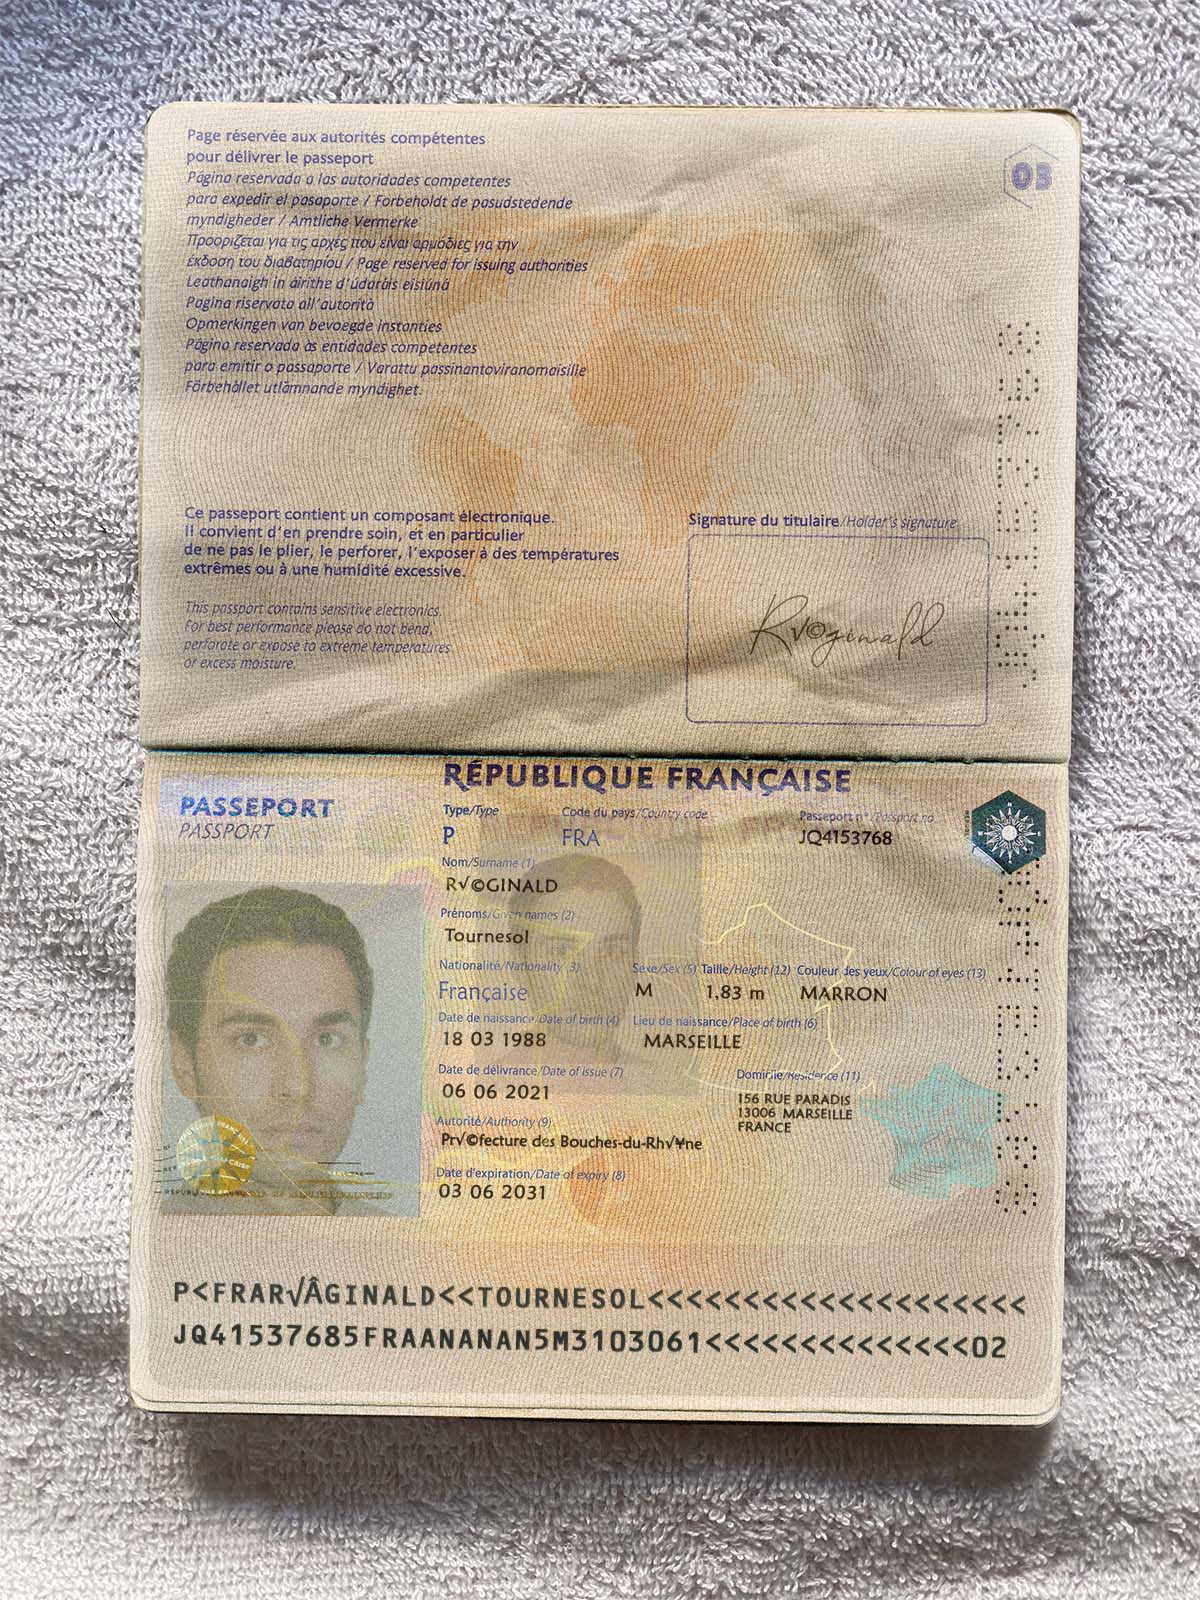 Page réservée aux autorités compétentes
pour délivrer le passeport
Pagina reservada a las autoridades competentes
para expedir el pasaporte / Forbeholdt de pasudstedende
myndigheder / Amtliche Vermerke
Προορίζεται για τις αρχές που είναι αρμόδιες για την
έκδοση του διαβατηρίου / Page reserved for issuing authorities
Leathanaigh in áirithe d'údaráis eisiúná
Pagina riservata all'autorità
Opmerkingen van bevoegde instanties
Página reservada às entidades competentes
para emitir o passaporte / Varattu passinantoviranomaisille
Förbehållet utlämnande myndighet.
03
Ce passeport contient un composant électronique.
Il convient d'en prendre soin, et en particulier
de ne pas le plier, le perforer, l'exposer à des températures
extrêmes ou à une humidité excessive.
This passport contains sensitive electronics.
For best performance please do not bend,
perforate or expose to extreme temperatures
or excess moisture.
Signature du titulaire/Holder's signature
R√©ginald
RÉPUBLIQUE FRANÇAISE
PASSEPORT
PASSPORT
Type/Type Code du pays/Country code Passeport n°/Passport no
P FRA JQ4153768
Nom/Surname (1)
R√©GINALD
Prénoms/Given names (2)
Tournesol
Nationalité/Nationality (3) Sexe/Sex (5) Taille/Height (12) Couleur des yeux/Colour of eyes (13)
Française M 1,83 m MARRON
Date de naissance/Date of birth (4) Lieu de naissance/Place of birth (6)
18 03 1988 MARSEILLE
Date de délivrance/Date of issue (7) Domicile/Residence (11)
06 06 2021
156 RUE PARADIS
13006 MARSEILLE
FRANCE
Autorité/Authority (9)
Pr√©fecture des Bouches-du-Rh√¥ne
Date d'expiration/Date of expiry (8)
03 06 2031
P<FRAR√ÂGINALD<<TOURNESOL<<<<<<<<<<<<<<<<<<<<
JQ41537685FRAANANAN5M3103061<<<<<<<<<<<<<<02